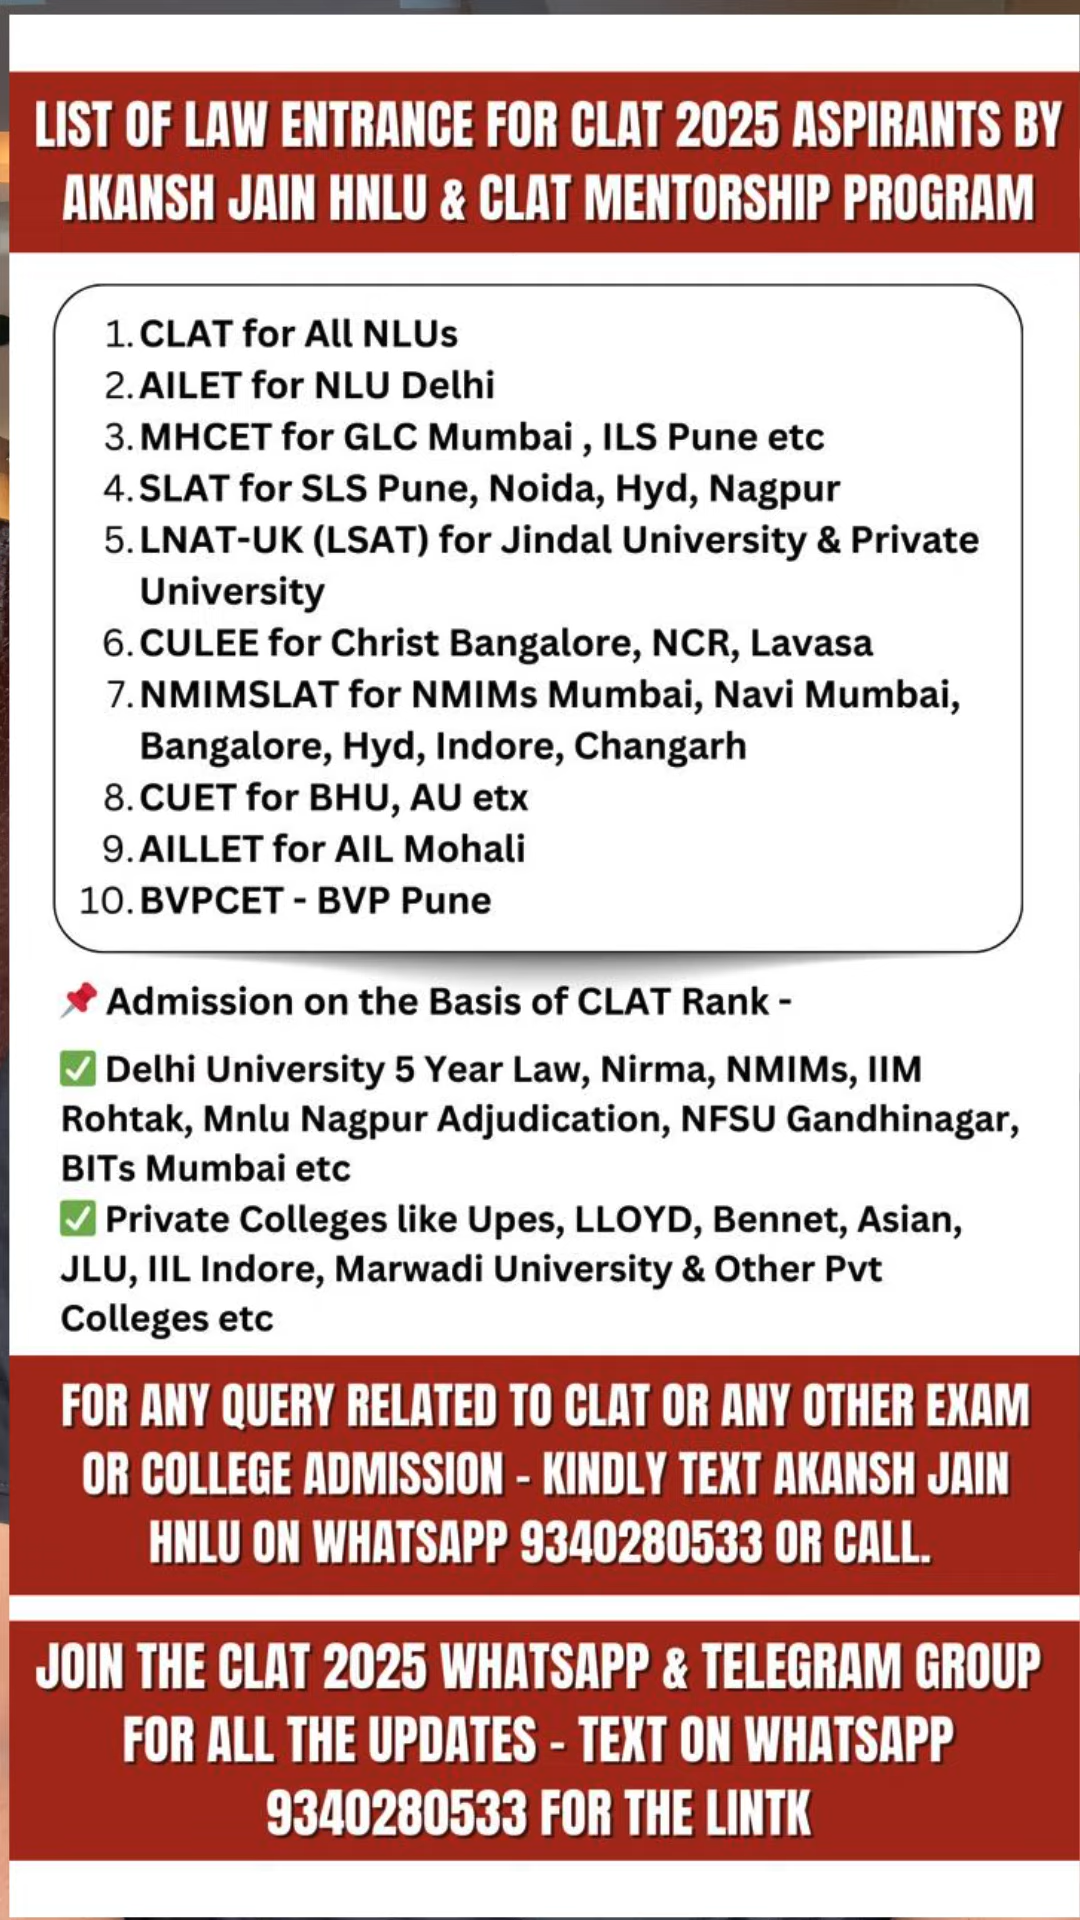 LIST OF LAW ENTRANCE FOR CLAT 2025 ASPIRANTS BY
AKANSH JAIN HNLU & CLAT MENTORSHIP PROGRAM
1. CLAT for All NLUs
2. AILET for NLU Delhi
3. MHCET for GLC Mumbai , ILS Pune etc
4. SLAT for SLS Pune, Noida, Hyd, Nagpur
5. LNAT-UK (LSAT) for Jindal University & Private
University
6. CULEE for Christ Bangalore, NCR, Lavasa
7. NMIMSLAT for NMIMs Mumbai, Navi Mumbai,
Bangalore, Hyd, Indore, Changarh
8. CUET for BHU, AU etx
9. AILLET for AIL Mohali
10. BVPCET - BVP Pune
📌 Admission on the Basis of CLAT Rank -
✅ Delhi University 5 Year Law, Nirma, NMIMs, IIM
Rohtak, Mnlu Nagpur Adjudication, NFSU Gandhinagar,
BITs Mumbai etc
✅ Private Colleges like Upes, LLOYD, Bennet, Asian,
JLU, IIL Indore, Marwadi University & Other Pvt
Colleges etc
FOR ANY QUERY RELATED TO CLAT OR ANY OTHER EXAM
OR COLLEGE ADMISSION - KINDLY TEXT AKANSH JAIN
HNLU ON WHATSAPP 9340280533 OR CALL.
JOIN THE CLAT 2025 WHATSAPP & TELEGRAM GROUP
FOR ALL THE UPDATES - TEXT ON WHATSAPP
9340280533 FOR THE LINTK